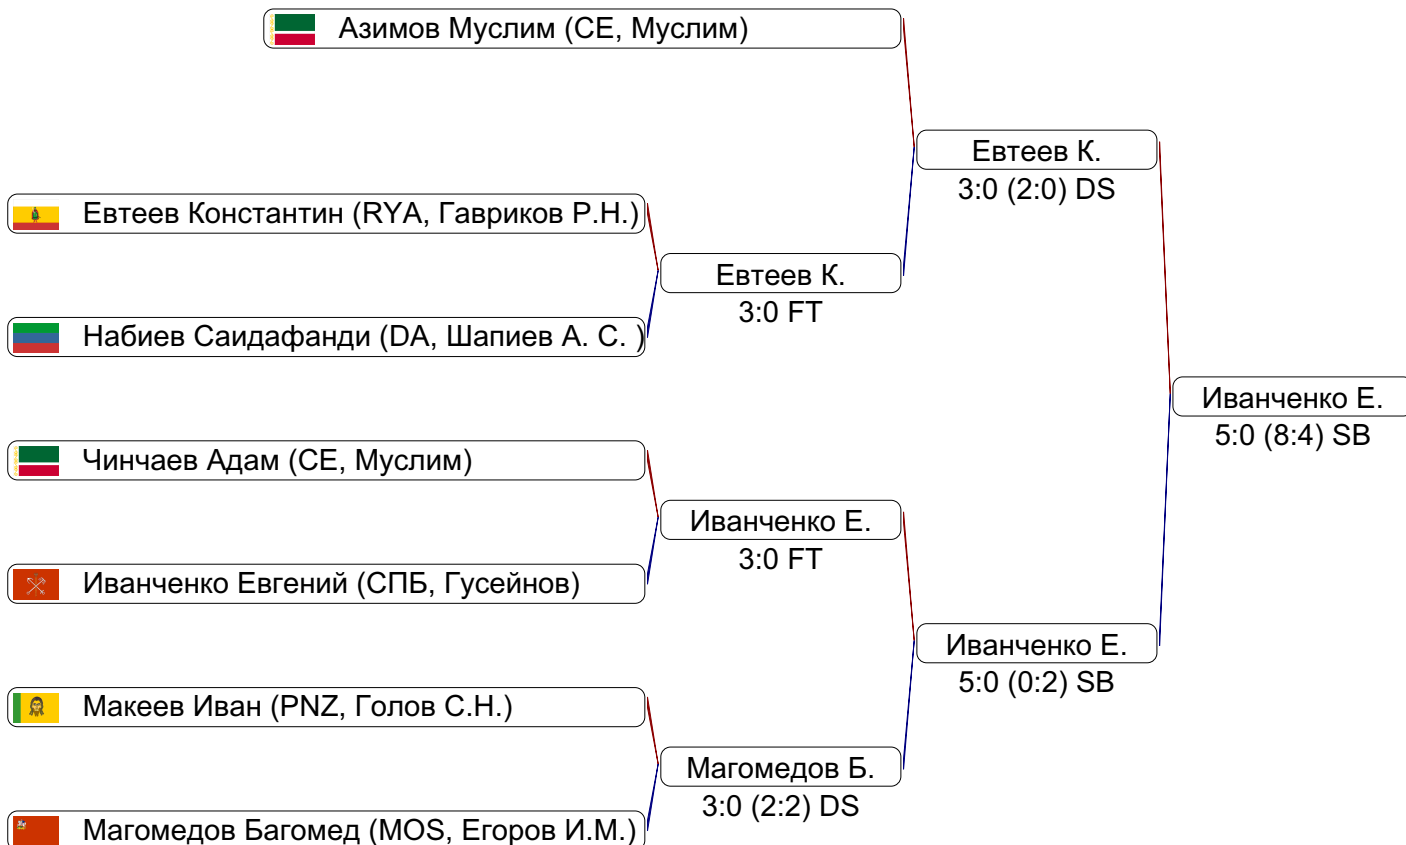 Азимов Муслим (CE, Муслим)
Евтеев К.
3:0 (2:0) DS
Евтеев Константин (RYA, Гавриков Р.Н.)
Евтеев К.
3:0 FT
Набиев Саидафанди (DA, Шапиев А. С. )
Иванченко Е.
5:0 (8:4) SB
Чинчаев Адам (CE, Муслим)
Иванченко Е.
3:0 FT
Иванченко Евгений (СПБ, Гусейнов)
Иванченко Е.
5:0 (0:2) SB
Макеев Иван (PNZ, Голов С.Н.)
Магомедов Б.
3:0 (2:2) DS
Магомедов Багомед (MOS, Егоров И.М.)